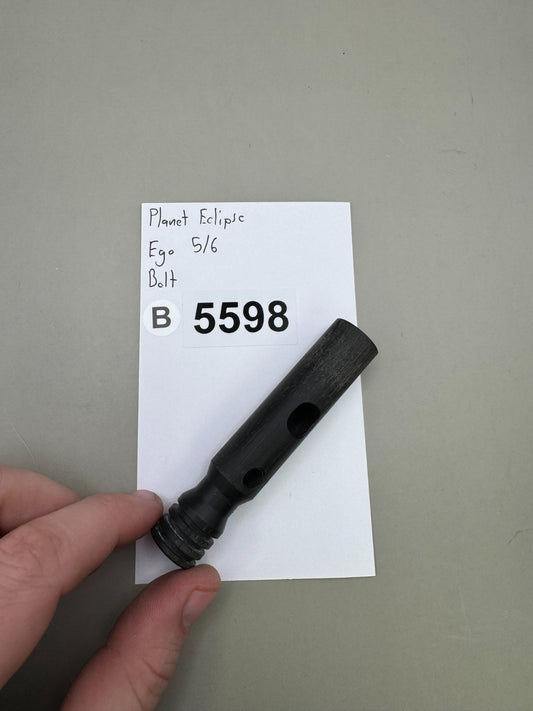 Planet Eclipse
Ego 5/6
Bolt
B 5598